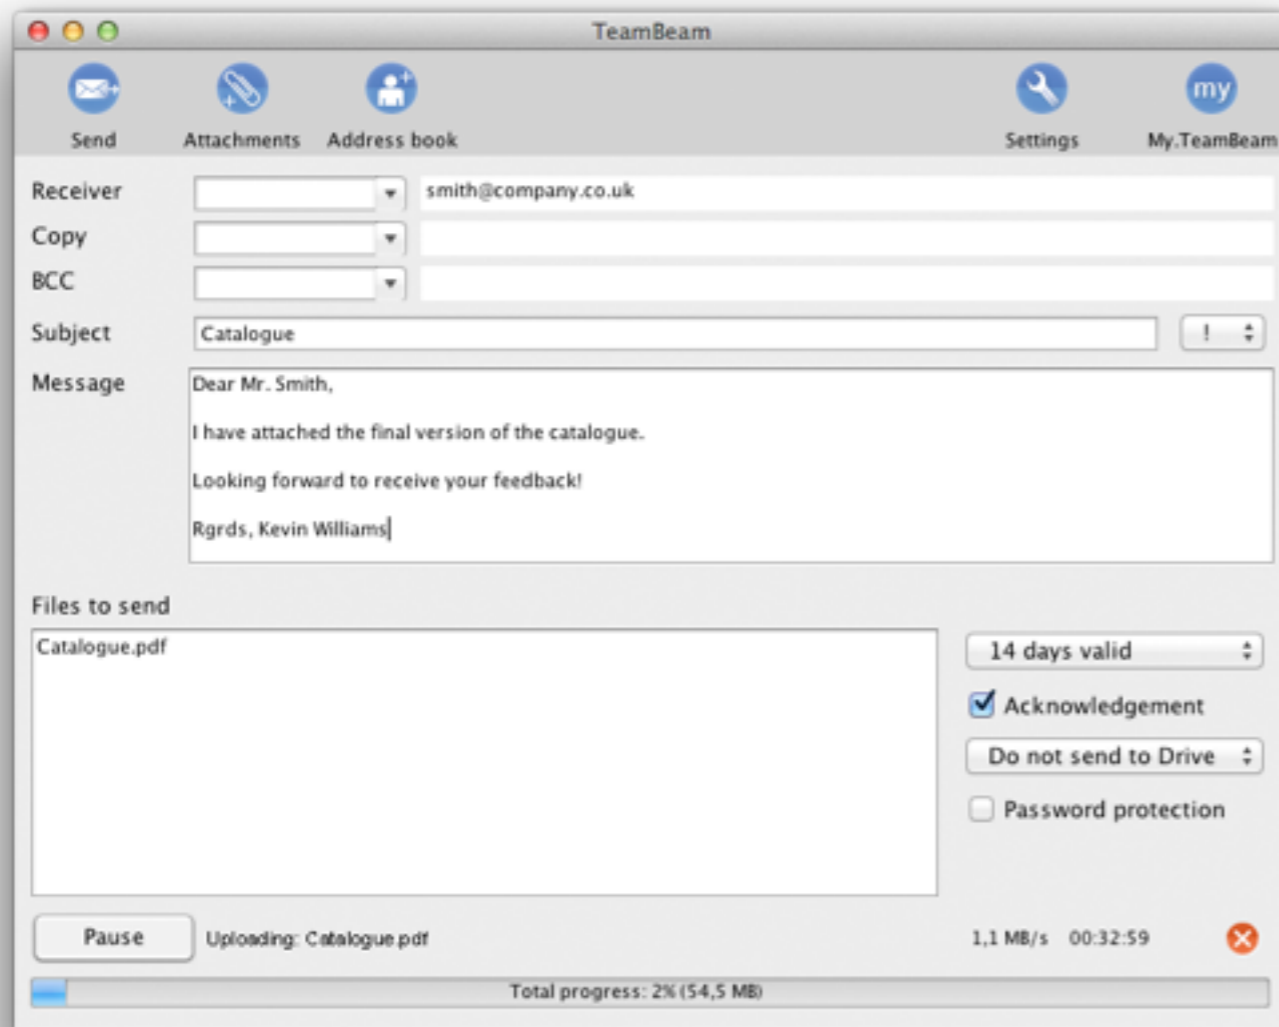 TeamBeam
my
Send Attachments Address book Settings My.TeamBeam
Receiver smith@company.co.uk
Copy
BCC
Subject Catalogue !
Message Dear Mr. Smith,
I have attached the final version of the catalogue.
Looking forward to receive your feedback!
Rgrds, Kevin Williams
Files to send
Catalogue.pdf
14 days valid
Acknowledgement
Do not send to Drive
Password protection
Pause Uploading: Catalogue.pdf 1,1 MB/s 00:32:59
Total progress: 2% (54,5 MB)